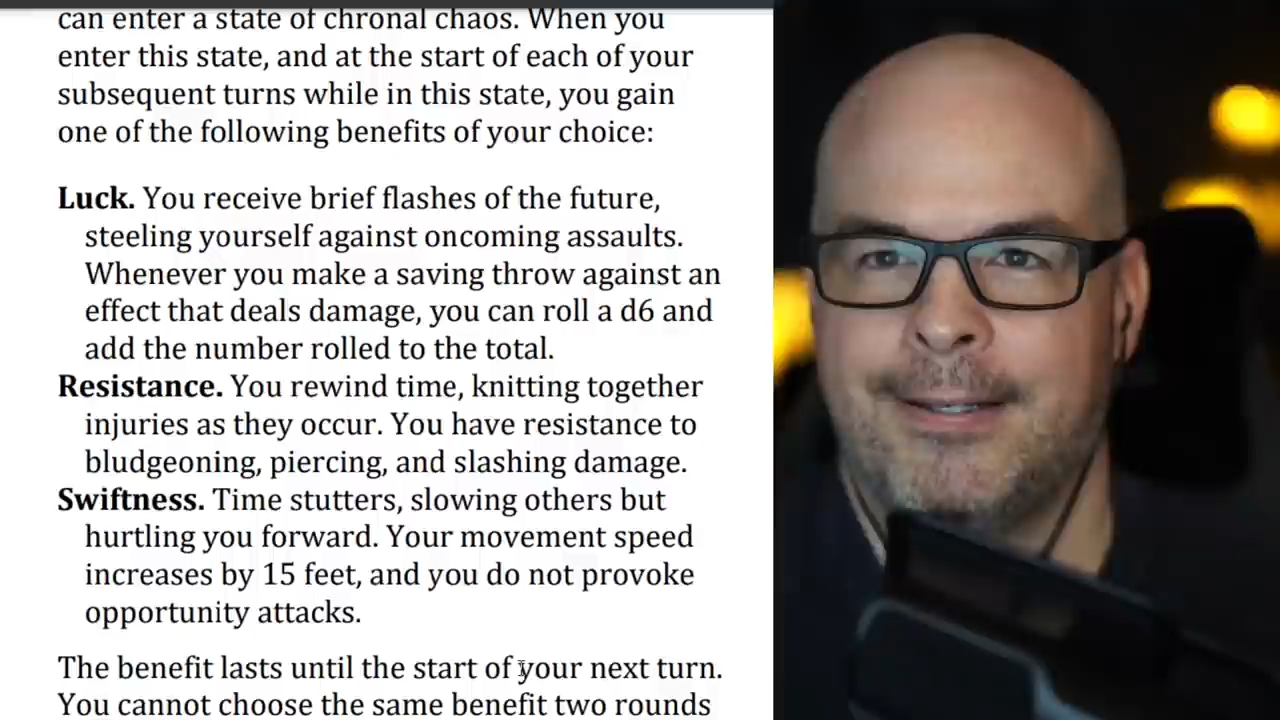 can enter a state of chronal chaos. When you
enter this state, and at the start of each of your
subsequent turns while in this state, you gain
one of the following benefits of your choice:
Luck. You receive brief flashes of the future,
steeling yourself against oncoming assaults.
Whenever you make a saving throw against an
effect that deals damage, you can roll a d6 and
add the number rolled to the total.
Resistance. You rewind time, knitting together
injuries as they occur. You have resistance to
bludgeoning, piercing, and slashing damage.
Swiftness. Time stutters, slowing others but
hurtling you forward. Your movement speed
increases by 15 feet, and you do not provoke
opportunity attacks.
The benefit lasts until the start of your next turn.
You cannot choose the same benefit two rounds